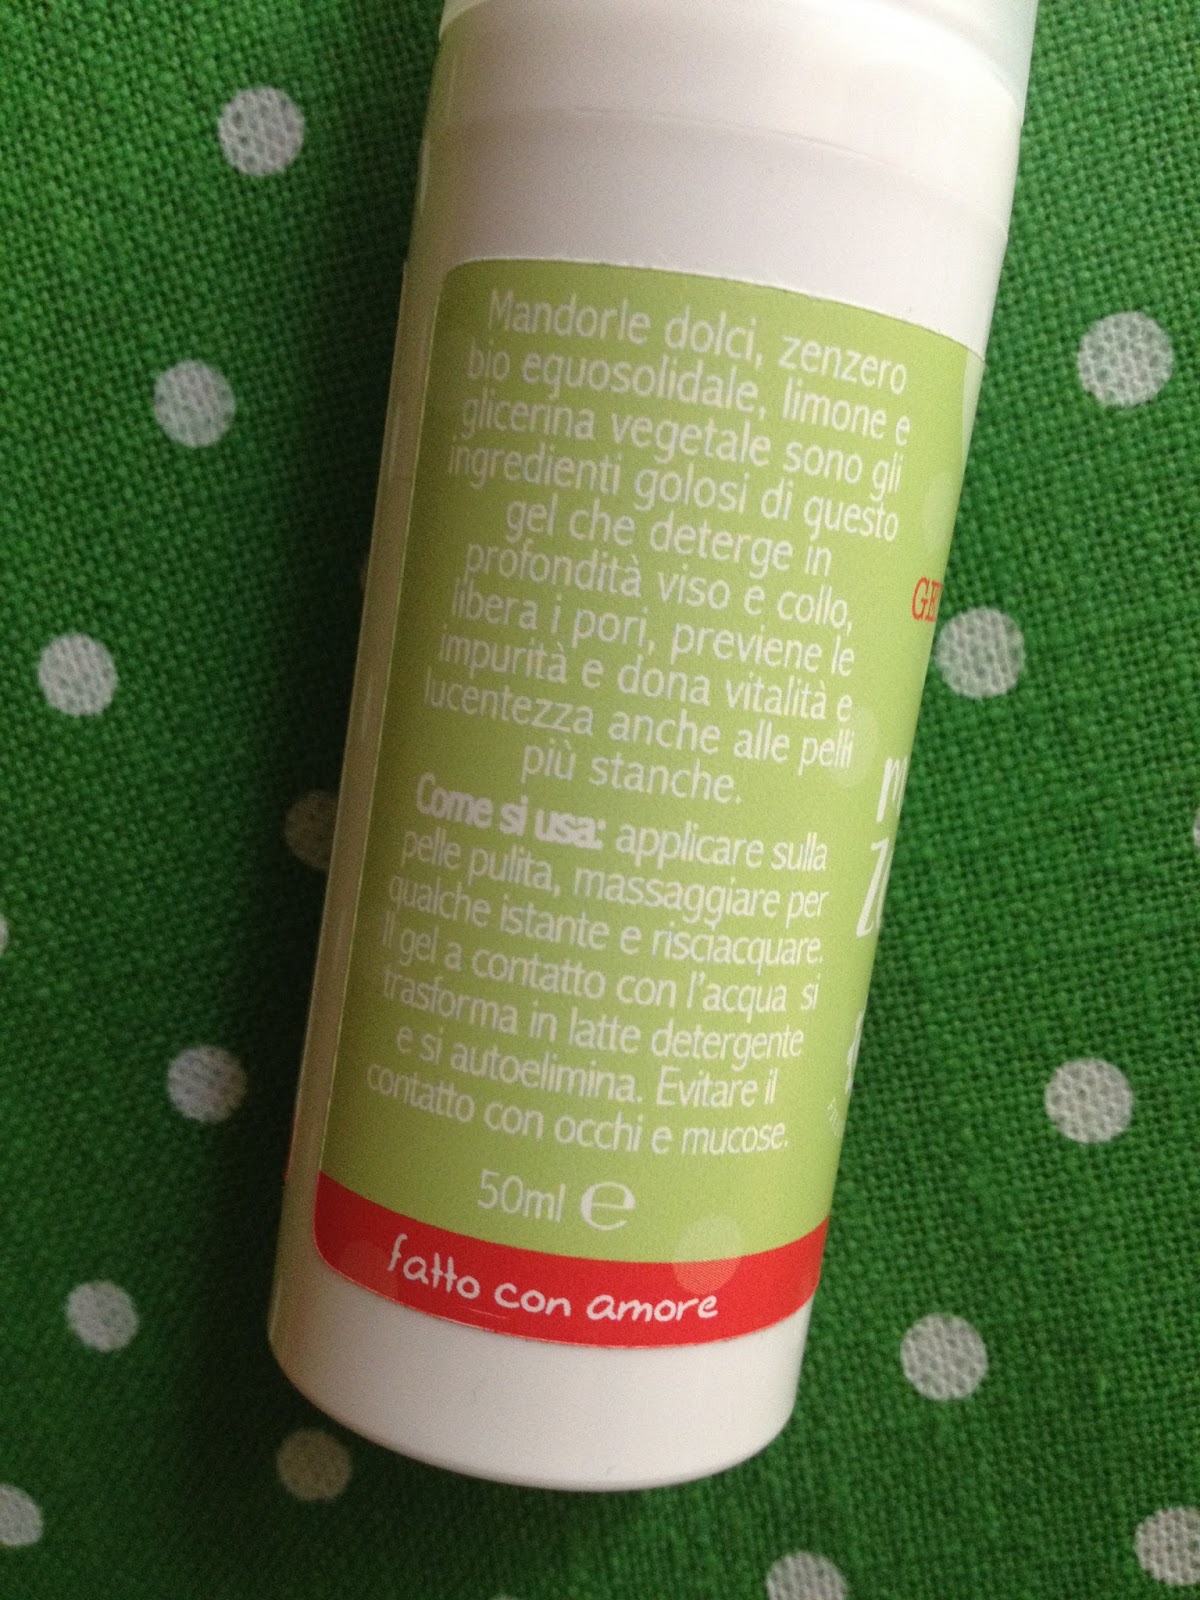 Mandorle dolci, zenzero
bio equosolidale, limone e
glicerina vegetale sono gli
ingredienti golosi di questo
gel che deterge in
profondità viso e collo,
libera i pori, previene le
impurità e dona vitalità e
lucentezza anche alle pelli
più stanche.
Come si usa: applicare sulla
pelle pulita, massaggiare per
qualche istante e risciacquare.
Il gel a contatto con l'acqua si
trasforma in latte detergente
e si autoelimina. Evitare il
contatto con occhi e mucose.
50ml ℮
fatto con amore